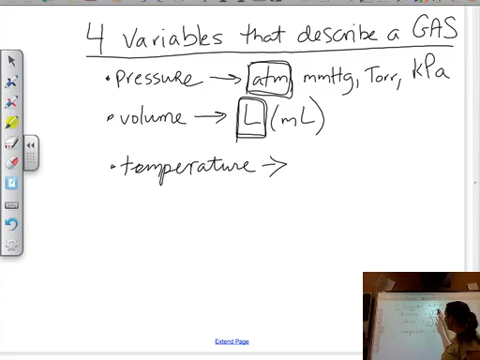 4 Variables that describe a GAS
• Pressure → atm mmHg, Torr, kPa
• volume → L (mL)
• temperature →
Extend Page